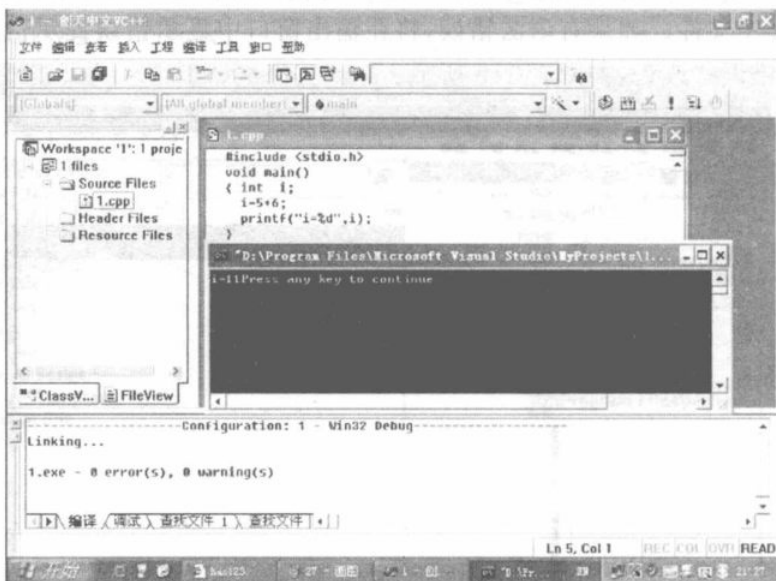 1 - 创天中文VC++
文件 编辑 查看 插入 工程 编译 工具 窗口 帮助
[Globals] [All global member: main
Workspace '1': 1 proje
1 files
Source Files
1.cpp
Header Files
Resource Files
ClassV... FileView
1.cpp
#include <stdio.h>
void main()
{ int i;
i=5+6;
printf("i=%d",i);
}
"D:\Program Files\Microsoft Visual Studio\MyProjects\1...
i=11Press any key to continue
--------------------Configuration: 1 - Win32 Debug--------------------
Linking...
1.exe - 0 error(s), 0 warning(s)
编译 调试 查找文件 1 查找文件
Ln 5, Col 1 REC COL OVR READ
开始 21:27